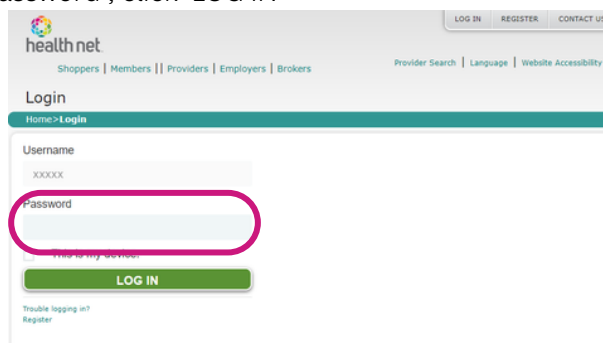 LOG IN REGISTER CONTACT US
health net.
Shoppers | Members || Providers | Employers | Brokers
Provider Search | Language | Website Accessibility
Login
Home>Login
Username
xxxxx
Password
This is my device.
LOG IN
Trouble logging in?
Register